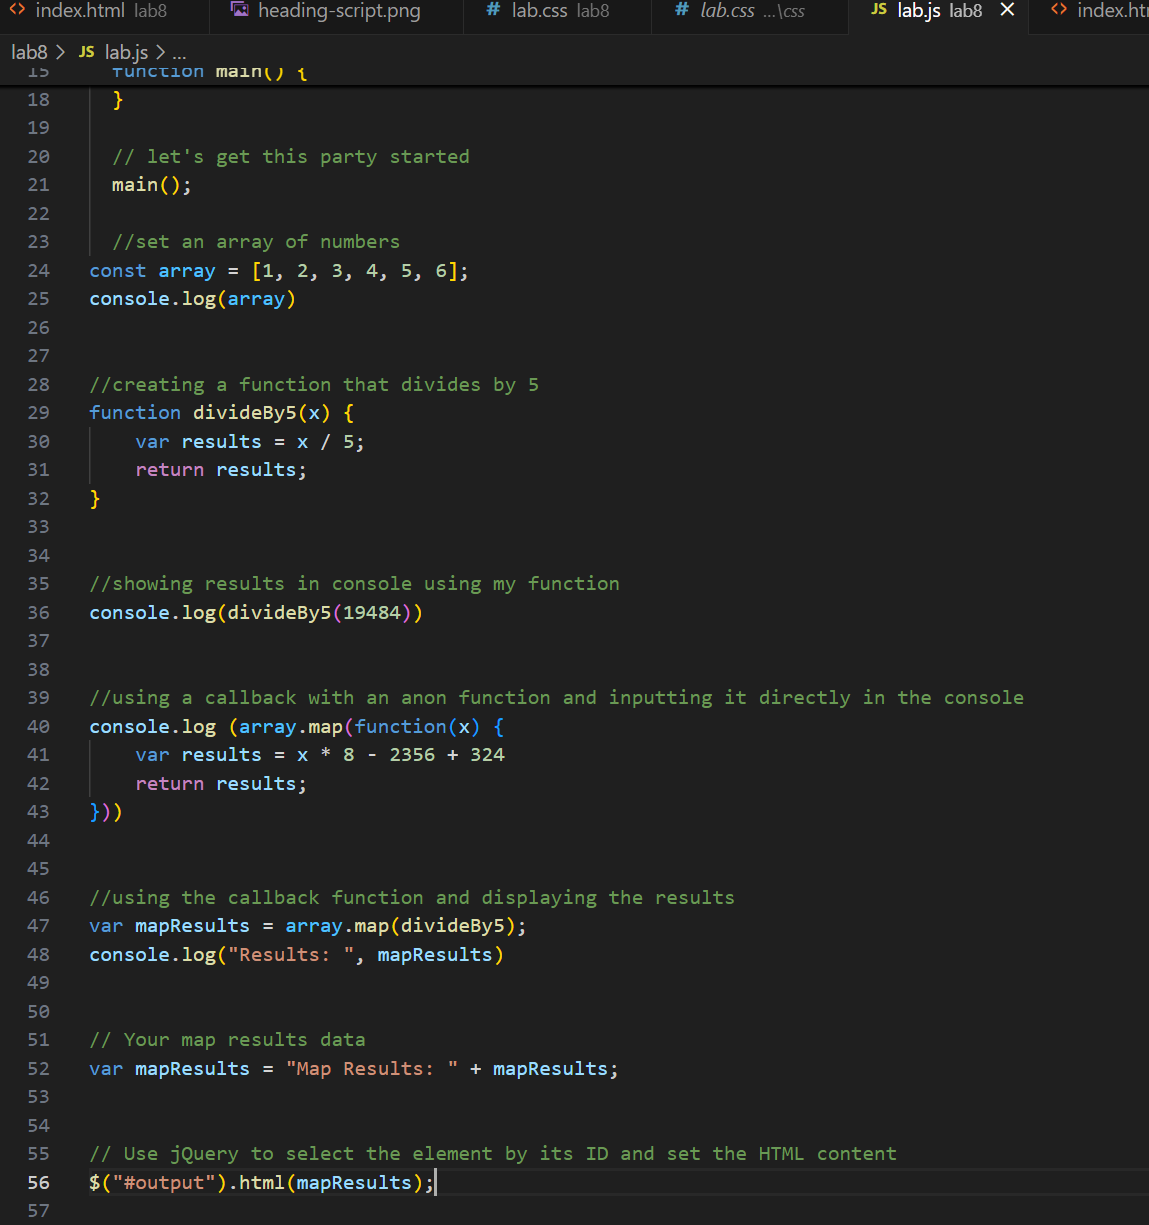 index.html lab8 heading-script.png # lab.css lab8 # lab.css ...\css JS lab.js lab8 × <> index.ht
lab8 > JS lab.js > ...
15 function main() {
18 }
19
20 // let's get this party started
21 main();
22
23 //set an array of numbers
24 const array = [1, 2, 3, 4, 5, 6];
25 console.log(array)
26
27
28 //creating a function that divides by 5
29 function divideBy5(x) {
30 var results = x / 5;
31 return results;
32 }
33
34
35 //showing results in console using my function
36 console.log(divideBy5(19484))
37
38
39 //using a callback with an anon function and inputting it directly in the console
40 console.log (array.map(function(x) {
41 var results = x * 8 - 2356 + 324
42 return results;
43 }))
44
45
46 //using the callback function and displaying the results
47 var mapResults = array.map(divideBy5);
48 console.log("Results: ", mapResults)
49
50
51 // Your map results data
52 var mapResults = "Map Results: " + mapResults;
53
54
55 // Use jQuery to select the element by its ID and set the HTML content
56 $("#output").html(mapResults);
57